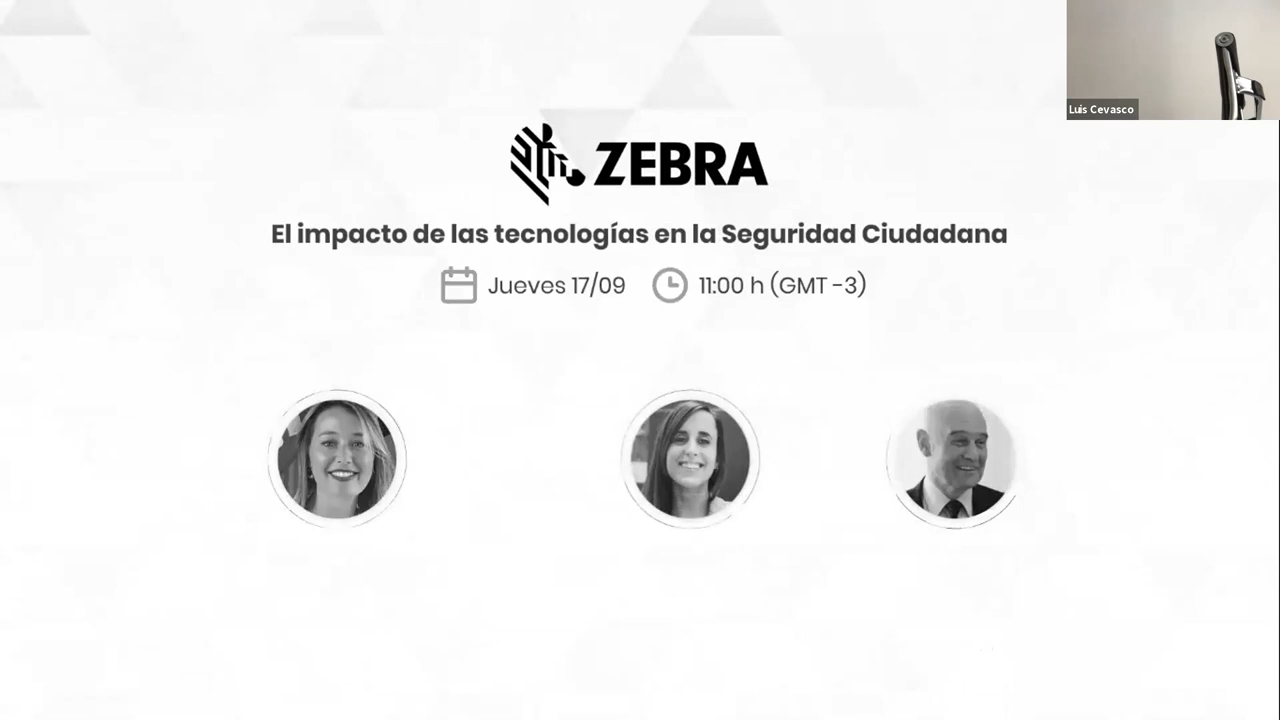 Luis Cevasco
ZEBRA
El impacto de las tecnologías en la Seguridad Ciudadana
Jueves 17/09
11:00 h (GMT -3)